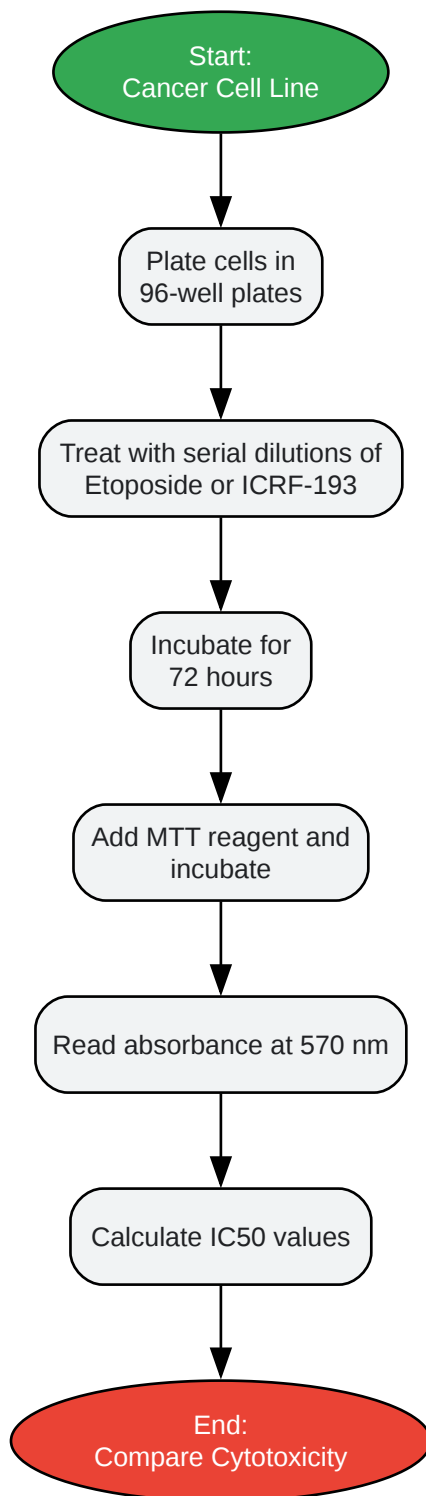 Start:
Cancer Cell Line
Plate cells in
96-well plates
Treat with serial dilutions of
Etoposide or ICRF-193
Incubate for
72 hours
Add MTT reagent and
incubate
Read absorbance at 570 nm
Calculate IC50 values
End:
Compare Cytotoxicity